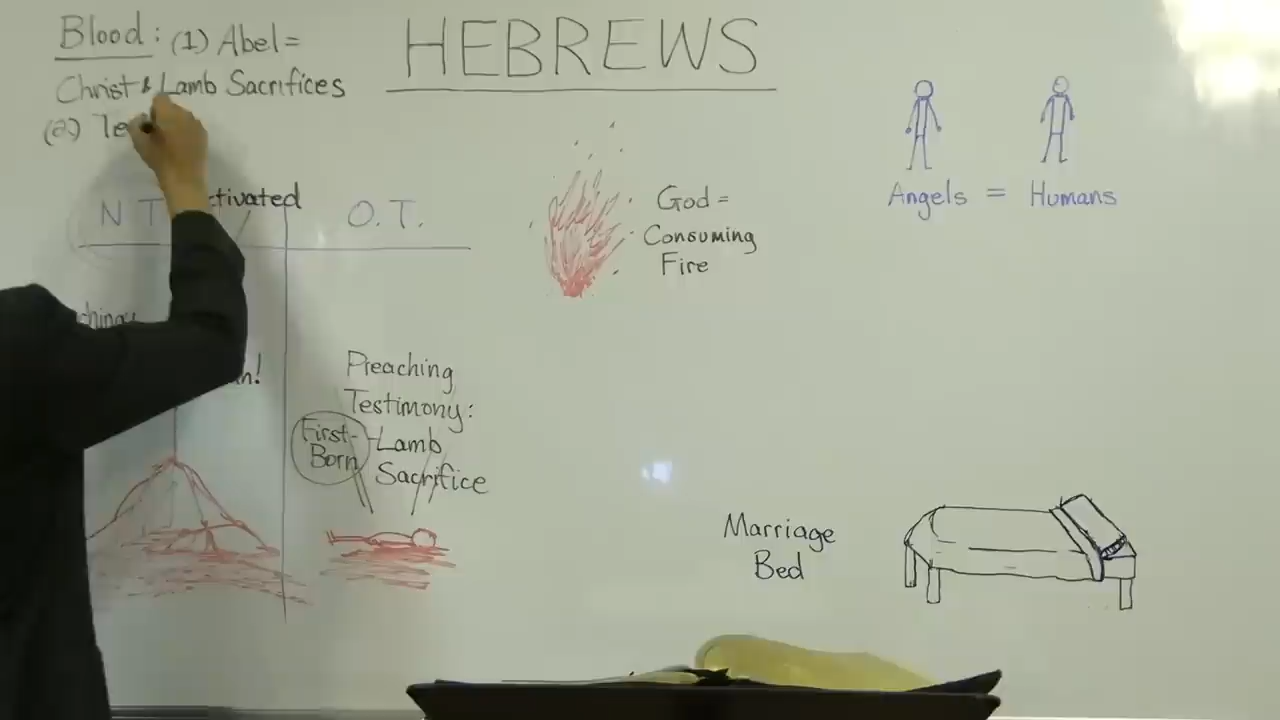 HEBREWS
Blood: (1) Abel=
Christ & Lamb Sacrifices
(2)
N T
O.T.
God =
Consuming
Fire
Angels = Humans
Preaching
Testimony:
First-
Born
-Lamb
Sacrifice
Marriage
Bed